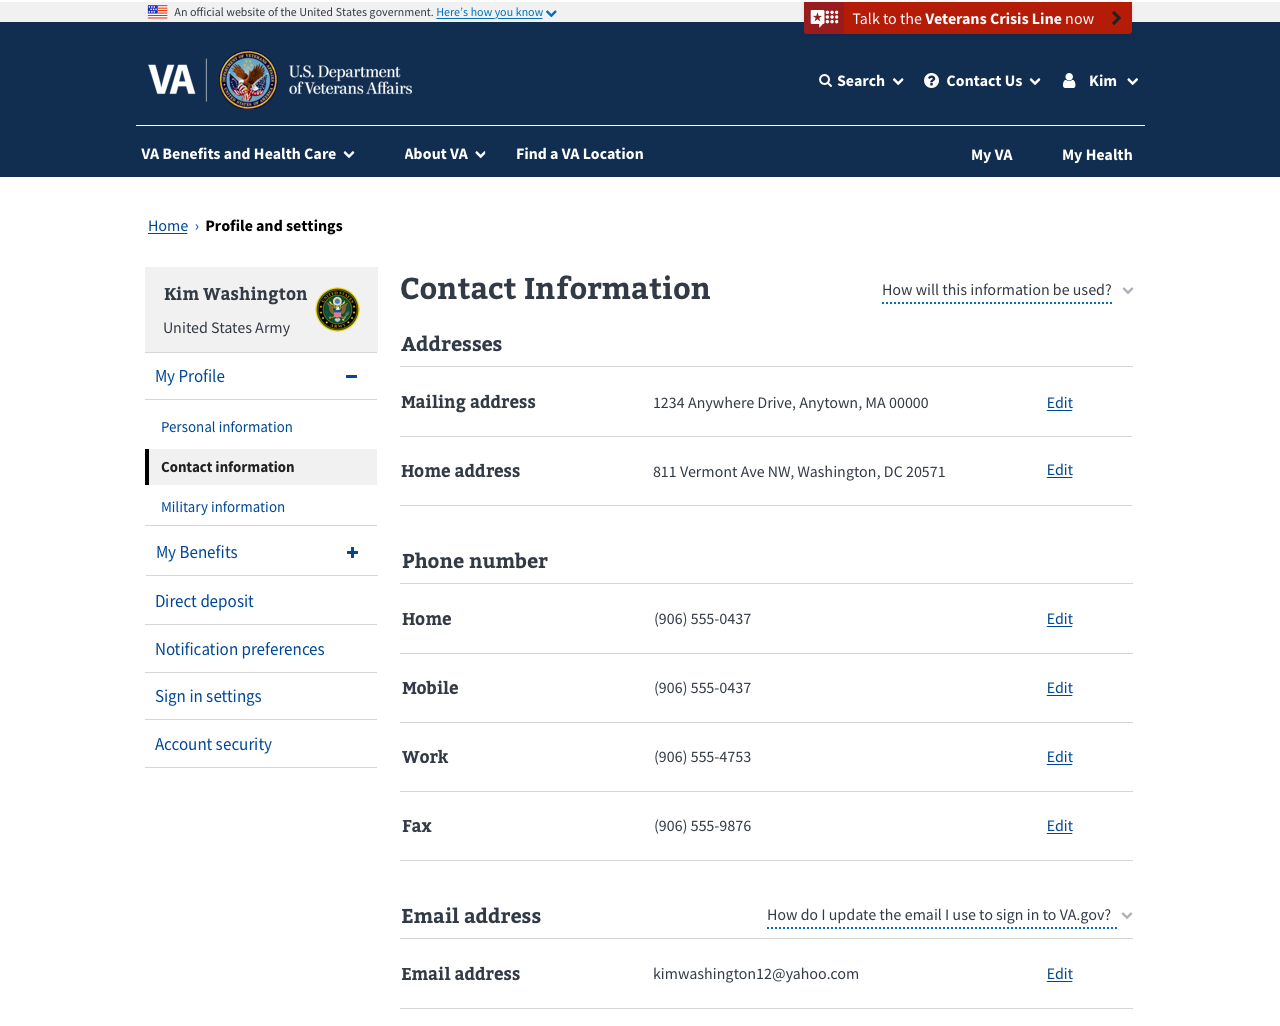 An official website of the United States government. Here's how you know
Talk to the Veterans Crisis Line now
VA
U.S. Department
of Veterans Affairs
Search
Contact Us
Kim
VA Benefits and Health Care
About VA
Find a VA Location
My VA
My Health
Home › Profile and settings
Kim Washington
United States Army
My Profile
Personal information
Contact information
Military information
My Benefits
Direct deposit
Notification preferences
Sign in settings
Account security
Contact Information
How will this information be used?
Addresses
Mailing address 1234 Anywhere Drive, Anytown, MA 00000 Edit
Home address 811 Vermont Ave NW, Washington, DC 20571 Edit
Phone number
Home (906) 555-0437 Edit
Mobile (906) 555-0437 Edit
Work (906) 555-4753 Edit
Fax (906) 555-9876 Edit
Email address
How do I update the email I use to sign in to VA.gov?
Email address kimwashington12@yahoo.com Edit